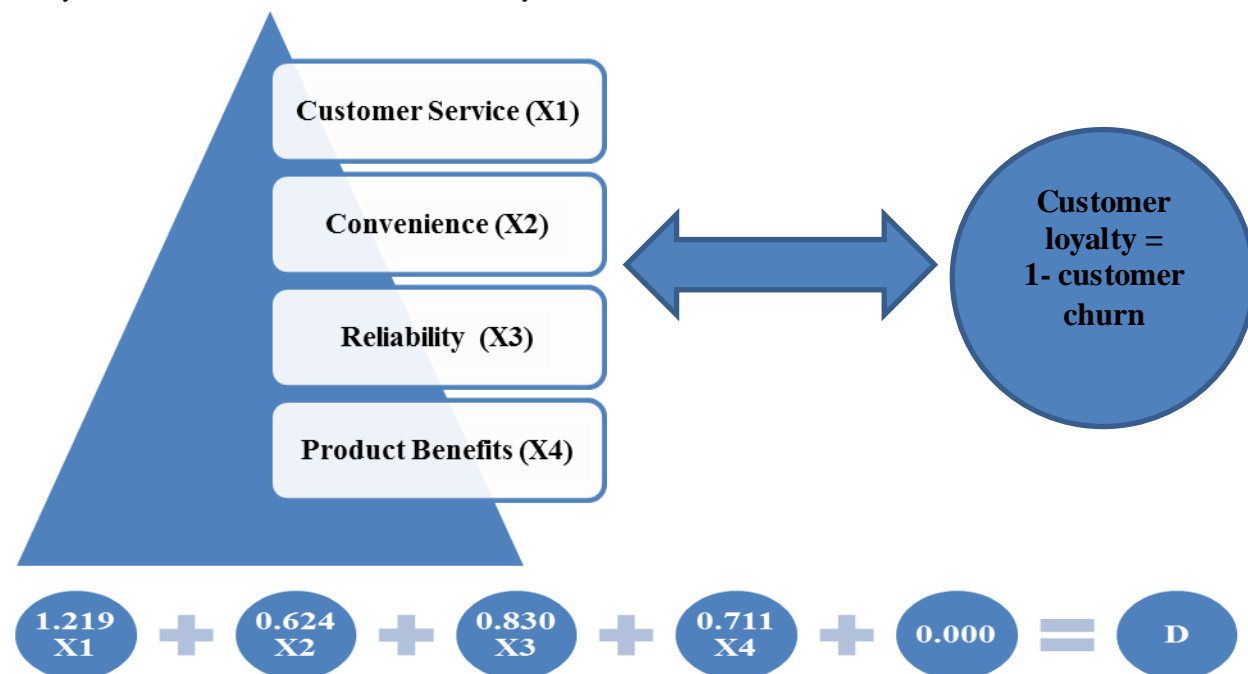 Customer Service (X1)
Convenience (X2)
Reliability (X3)
Product Benefits (X4)
Customer
loyalty =
1- customer
churn
1.219
X1
+
0.624
X2
+
0.830
X3
+
0.711
X4
+
0.000
=
D